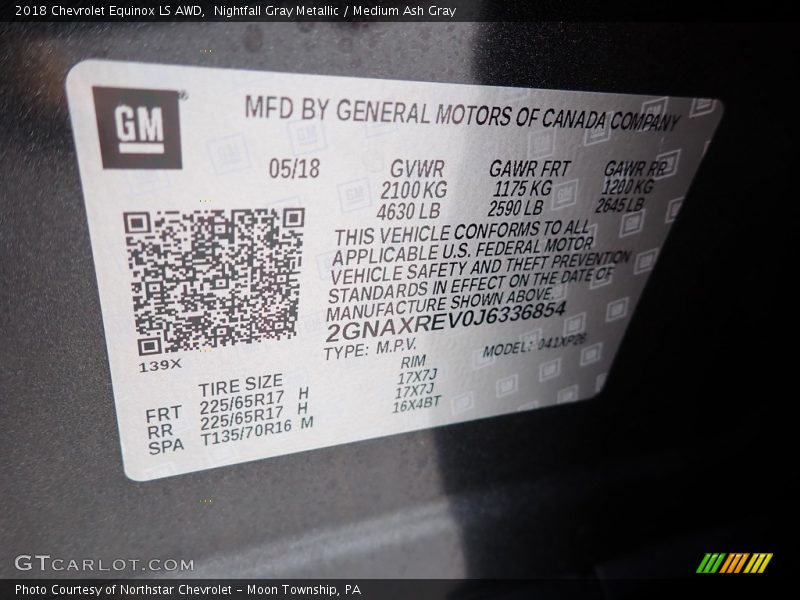 2018 Chevrolet Equinox LS AWD, Nightfall Gray Metallic / Medium Ash Gray
GM ®
MFD BY GENERAL MOTORS OF CANADA COMPANY
05/18 GVWR GAWR FRT GAWR RR
2100 KG 1175 KG 1200 KG
4630 LB 2590 LB 2645 LB
THIS VEHICLE CONFORMS TO ALL
APPLICABLE U.S. FEDERAL MOTOR
VEHICLE SAFETY AND THEFT PREVENTION
STANDARDS IN EFFECT ON THE DATE OF
MANUFACTURE SHOWN ABOVE.
2GNAXREV0J6336854
TYPE: M.P.V. MODEL: 041XP26
139X
TIRE SIZE RIM
FRT 225/65R17 H 17X7J
RR 225/65R17 H 17X7J
SPA T135/70R16 M 16X4BT
GTCARLOT.COM
Photo Courtesy of Northstar Chevrolet - Moon Township, PA